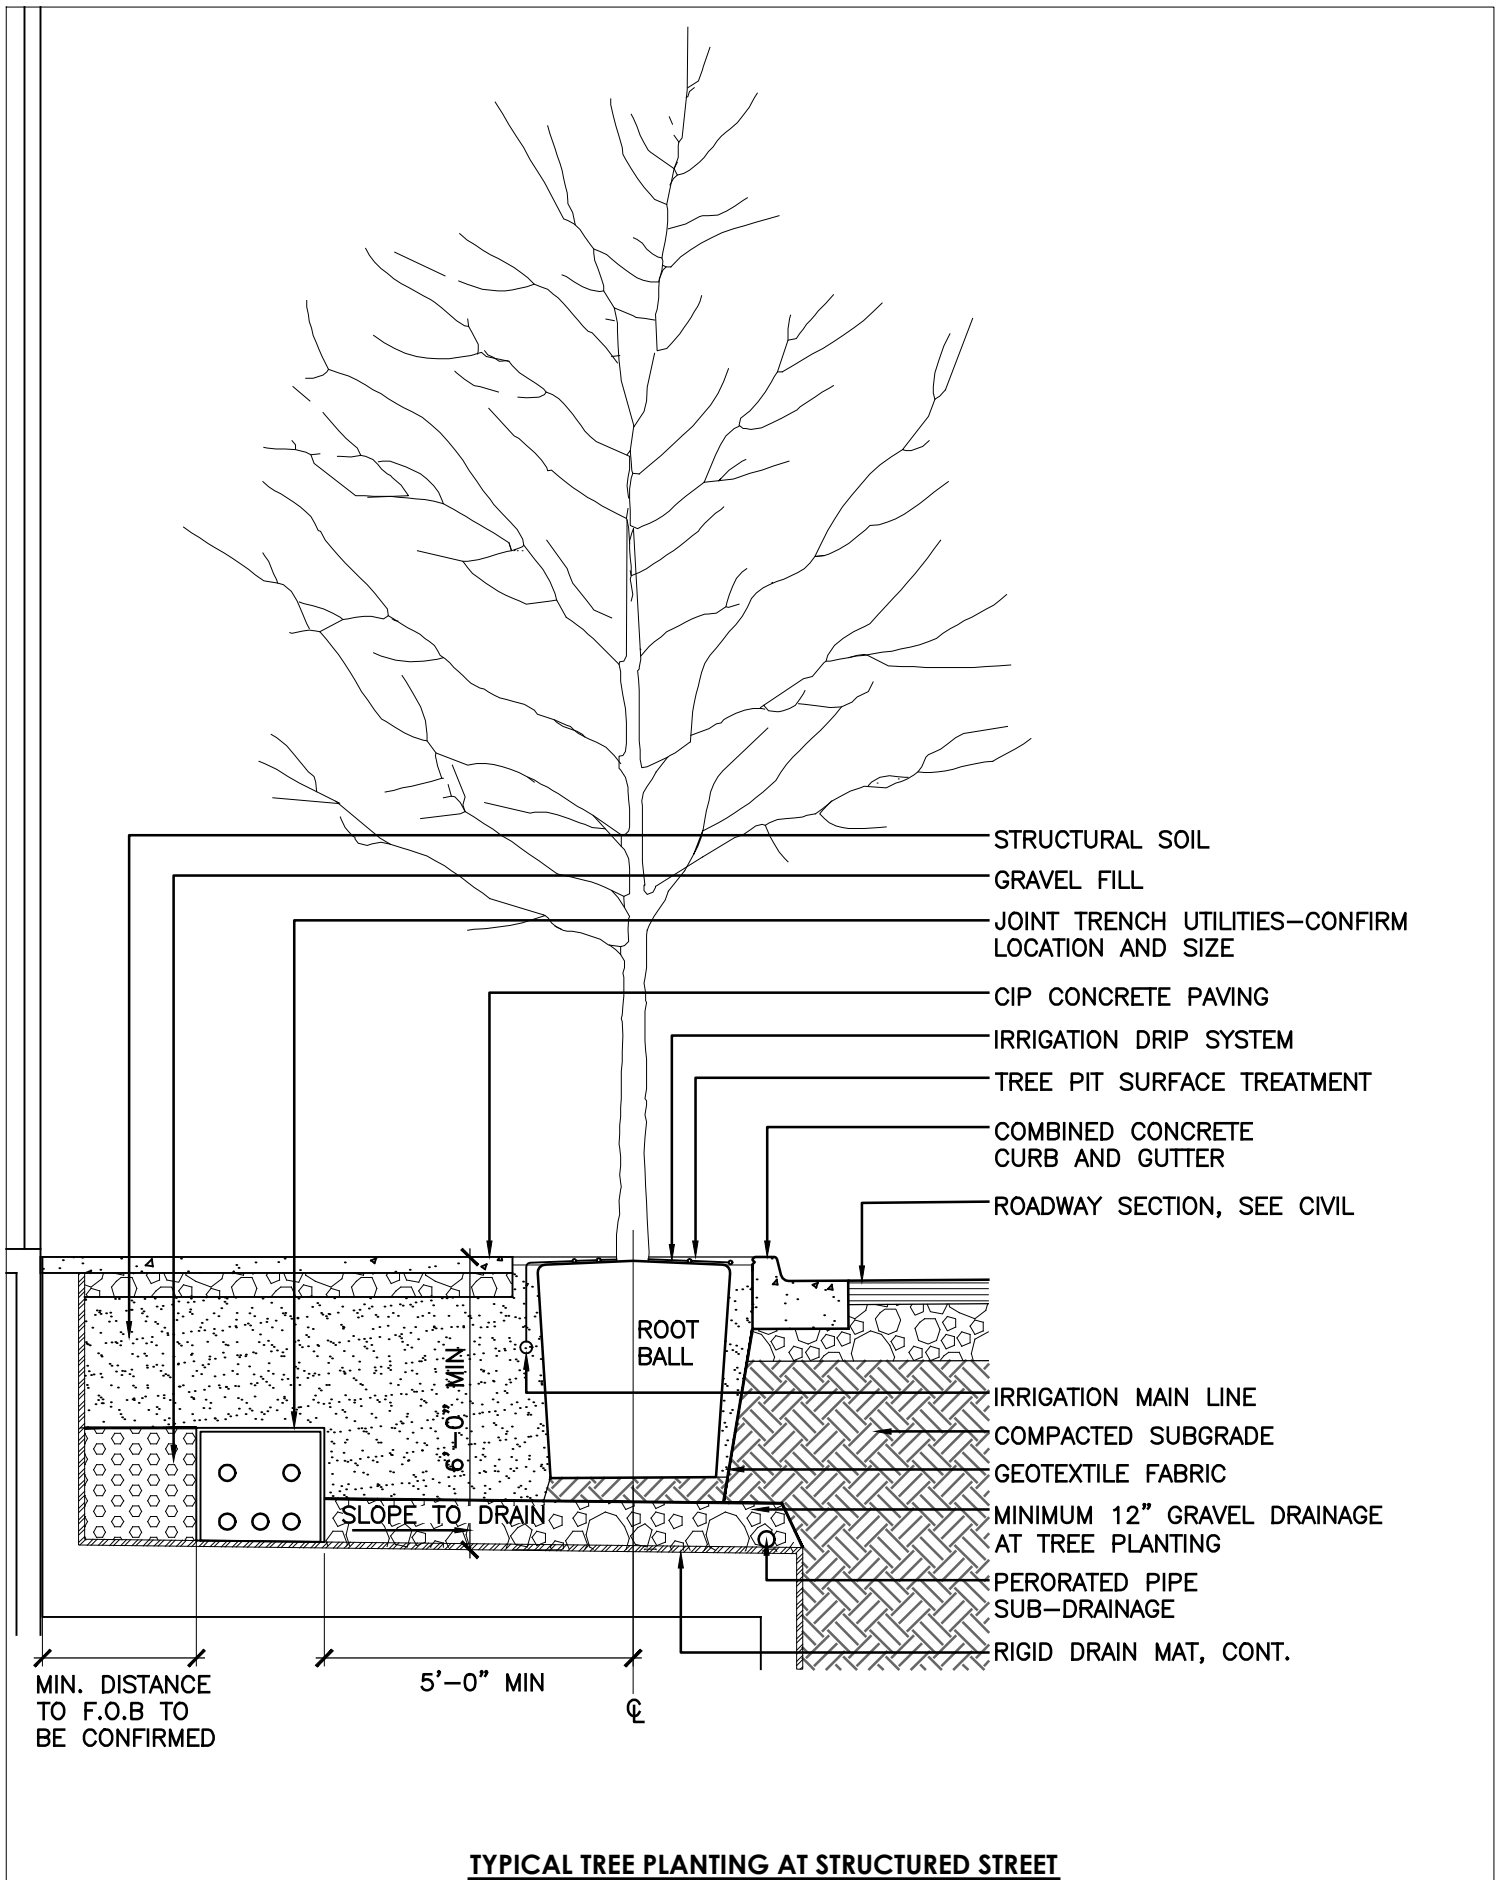 STRUCTURAL SOIL
GRAVEL FILL
JOINT TRENCH UTILITIES-CONFIRM
LOCATION AND SIZE
CIP CONCRETE PAVING
IRRIGATION DRIP SYSTEM
TREE PIT SURFACE TREATMENT
COMBINED CONCRETE
CURB AND GUTTER
ROADWAY SECTION, SEE CIVIL
ROOT
BALL
6'-0" MIN
IRRIGATION MAIN LINE
COMPACTED SUBGRADE
GEOTEXTILE FABRIC
SLOPE TO DRAIN
MINIMUM 12" GRAVEL DRAINAGE
AT TREE PLANTING
PERORATED PIPE
SUB-DRAINAGE
RIGID DRAIN MAT, CONT.
MIN. DISTANCE
TO F.O.B TO
BE CONFIRMED
5'-0" MIN
℄
TYPICAL TREE PLANTING AT STRUCTURED STREET